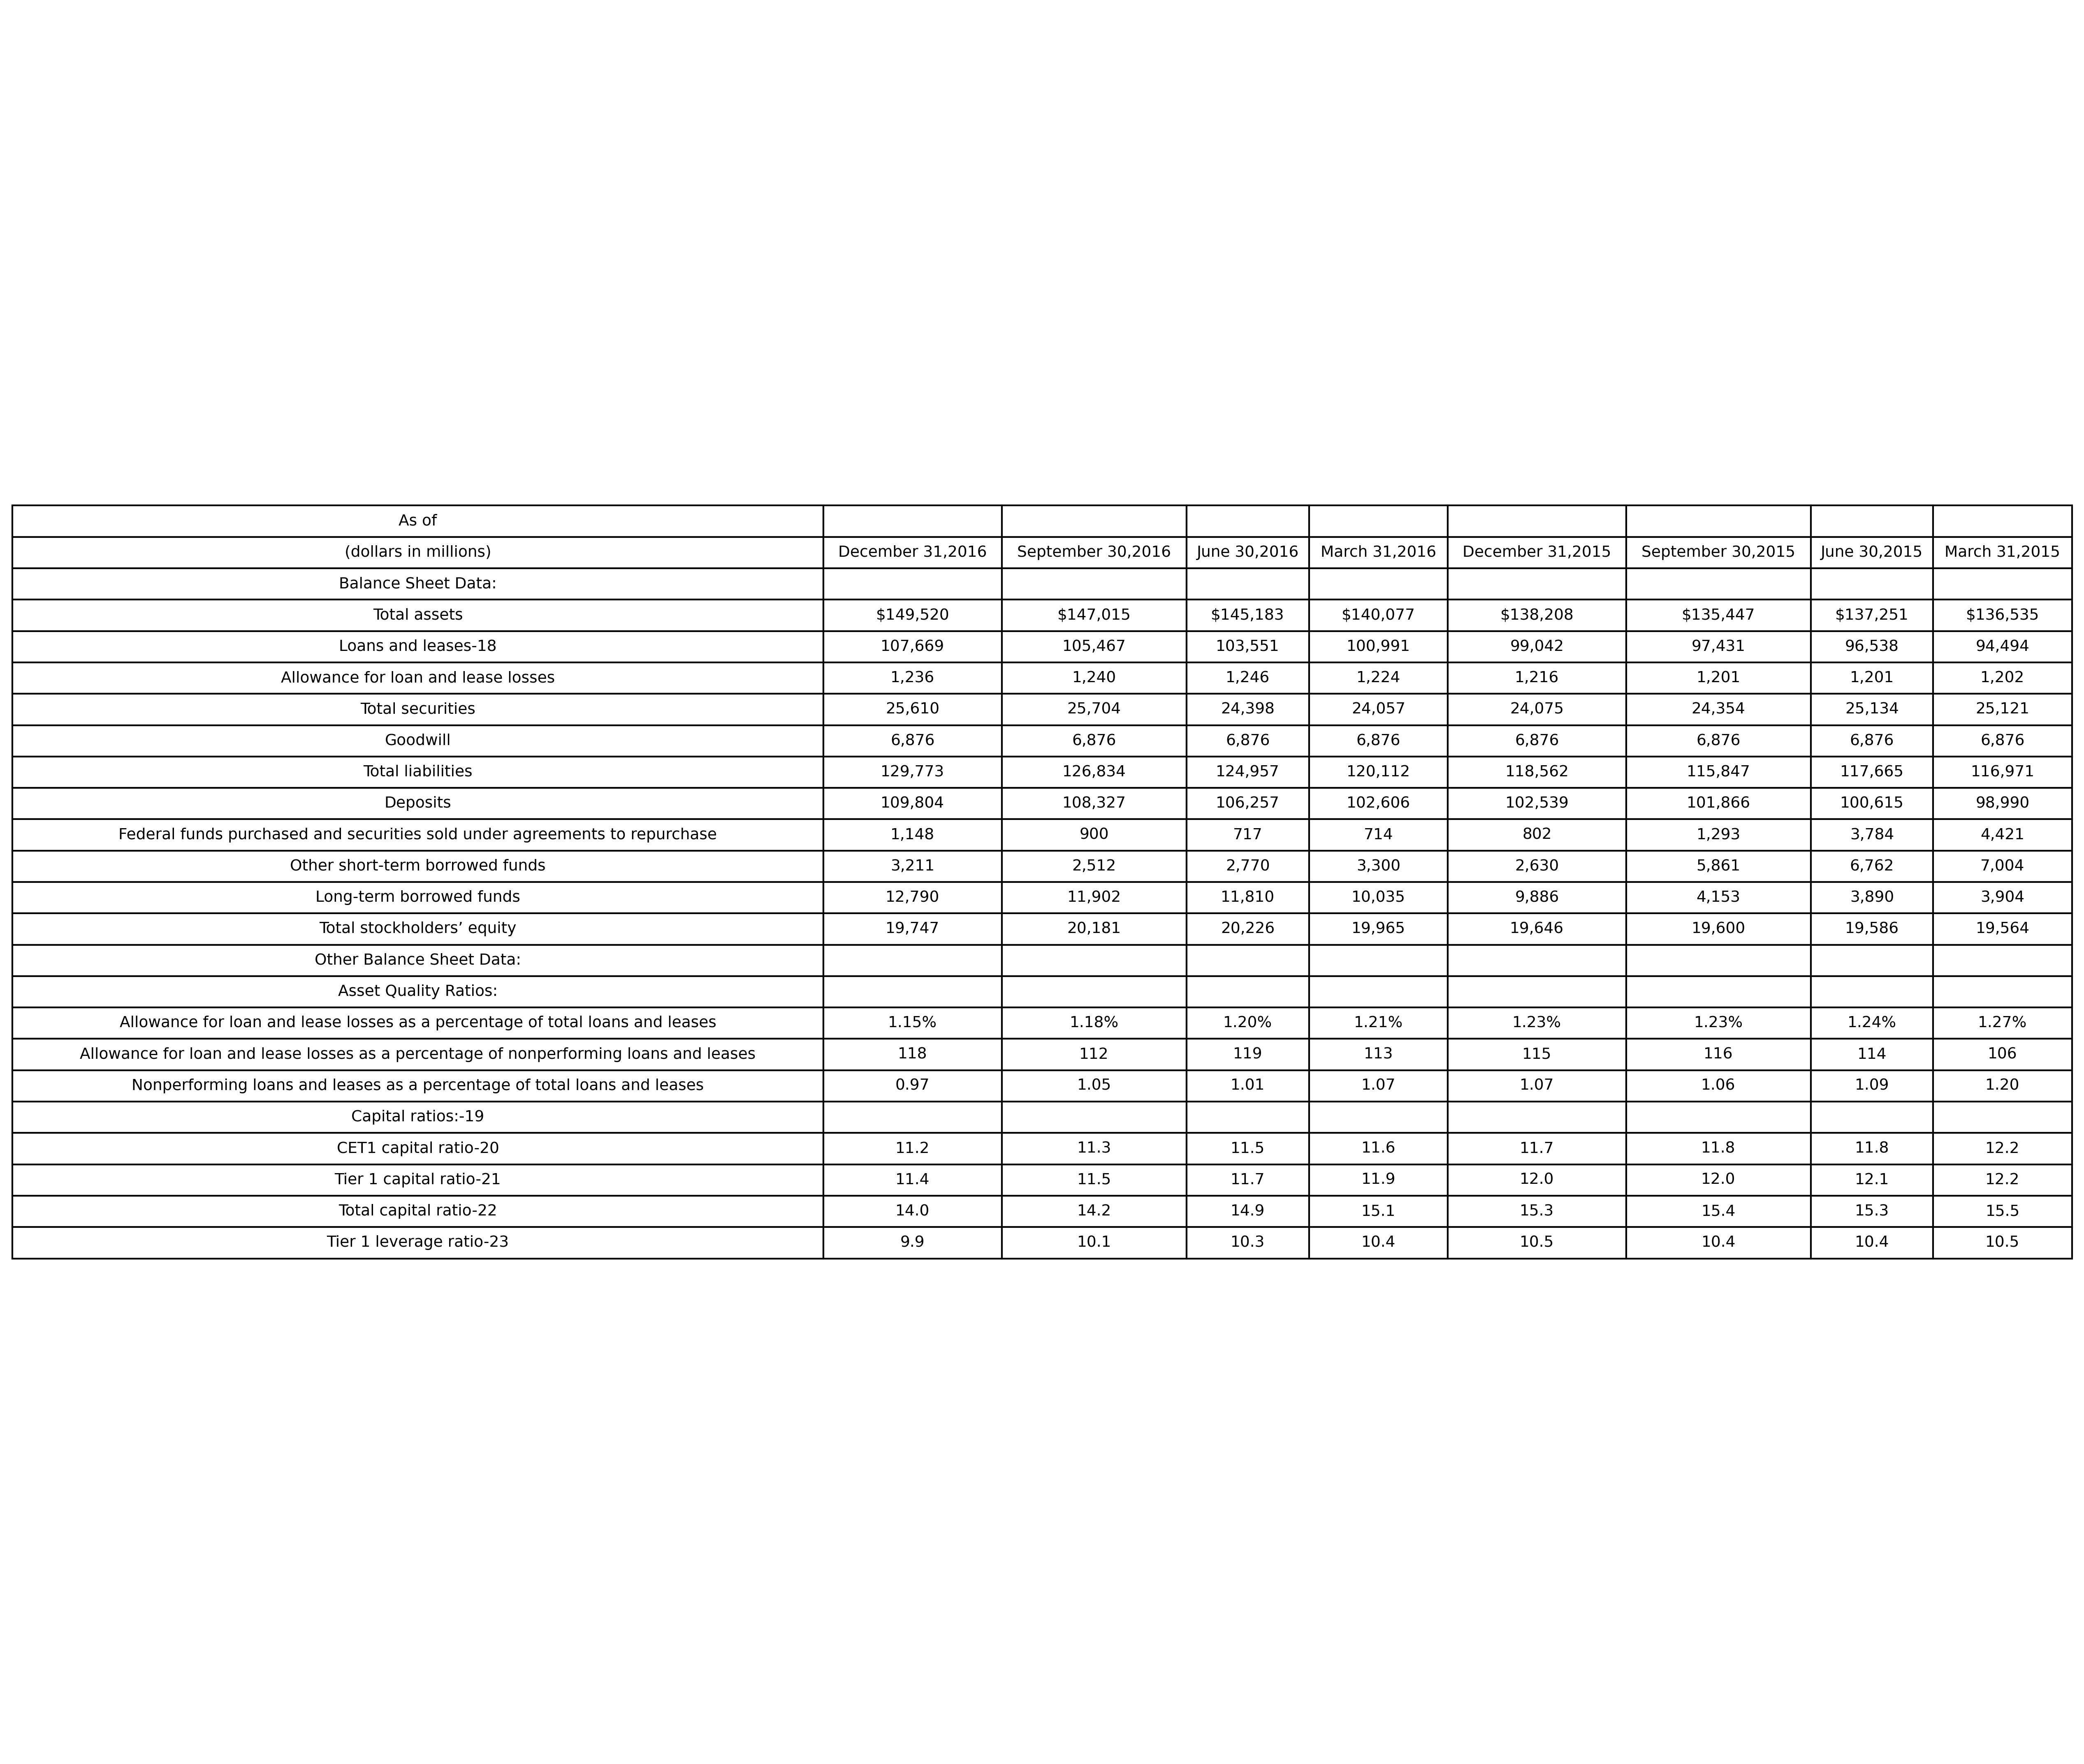 As of
(dollars in millions) December 31,2016 September 30,2016 June 30,2016 March 31,2016 December 31,2015 September 30,2015 June 30,2015 March 31,2015
Balance Sheet Data:
Total assets $149,520 $147,015 $145,183 $140,077 $138,208 $135,447 $137,251 $136,535
Loans and leases-18 107,669 105,467 103,551 100,991 99,042 97,431 96,538 94,494
Allowance for loan and lease losses 1,236 1,240 1,246 1,224 1,216 1,201 1,201 1,202
Total securities 25,610 25,704 24,398 24,057 24,075 24,354 25,134 25,121
Goodwill 6,876 6,876 6,876 6,876 6,876 6,876 6,876 6,876
Total liabilities 129,773 126,834 124,957 120,112 118,562 115,847 117,665 116,971
Deposits 109,804 108,327 106,257 102,606 102,539 101,866 100,615 98,990
Federal funds purchased and securities sold under agreements to repurchase 1,148 900 717 714 802 1,293 3,784 4,421
Other short-term borrowed funds 3,211 2,512 2,770 3,300 2,630 5,861 6,762 7,004
Long-term borrowed funds 12,790 11,902 11,810 10,035 9,886 4,153 3,890 3,904
Total stockholders’ equity 19,747 20,181 20,226 19,965 19,646 19,600 19,586 19,564
Other Balance Sheet Data:
Asset Quality Ratios:
Allowance for loan and lease losses as a percentage of total loans and leases 1.15% 1.18% 1.20% 1.21% 1.23% 1.23% 1.24% 1.27%
Allowance for loan and lease losses as a percentage of nonperforming loans and leases 118 112 119 113 115 116 114 106
Nonperforming loans and leases as a percentage of total loans and leases 0.97 1.05 1.01 1.07 1.07 1.06 1.09 1.20
Capital ratios:-19
CET1 capital ratio-20 11.2 11.3 11.5 11.6 11.7 11.8 11.8 12.2
Tier 1 capital ratio-21 11.4 11.5 11.7 11.9 12.0 12.0 12.1 12.2
Total capital ratio-22 14.0 14.2 14.9 15.1 15.3 15.4 15.3 15.5
Tier 1 leverage ratio-23 9.9 10.1 10.3 10.4 10.5 10.4 10.4 10.5